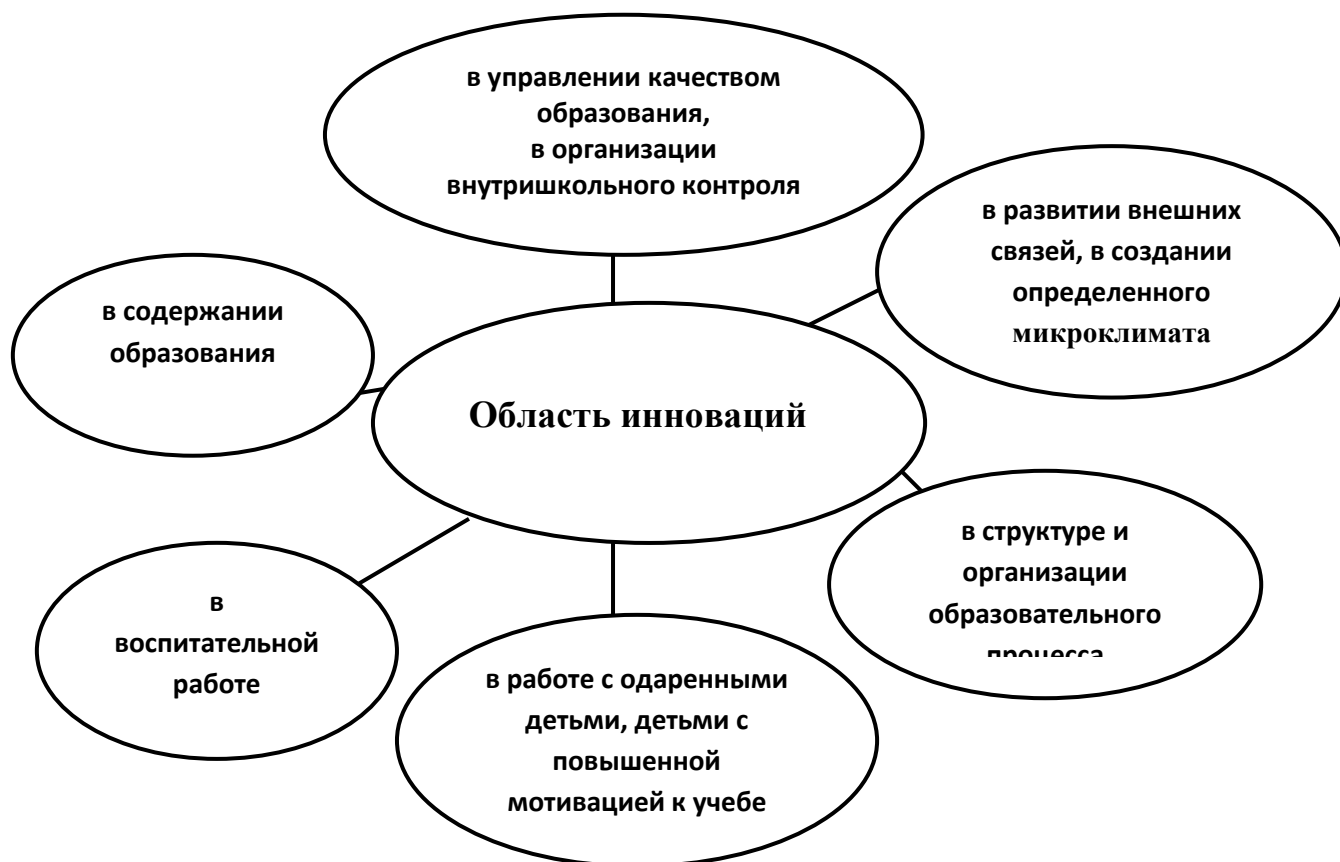 в управлении качеством
образования,
в организации
внутришкольного контроля
в развитии внешних
связей, в создании
определенного
микроклимата
в содержании
образования
Область инноваций
в структуре и
организации
образовательного
процесса
в
воспитательной
работе
в работе с одаренными
детьми, детьми с
повышенной
мотивацией к учебе